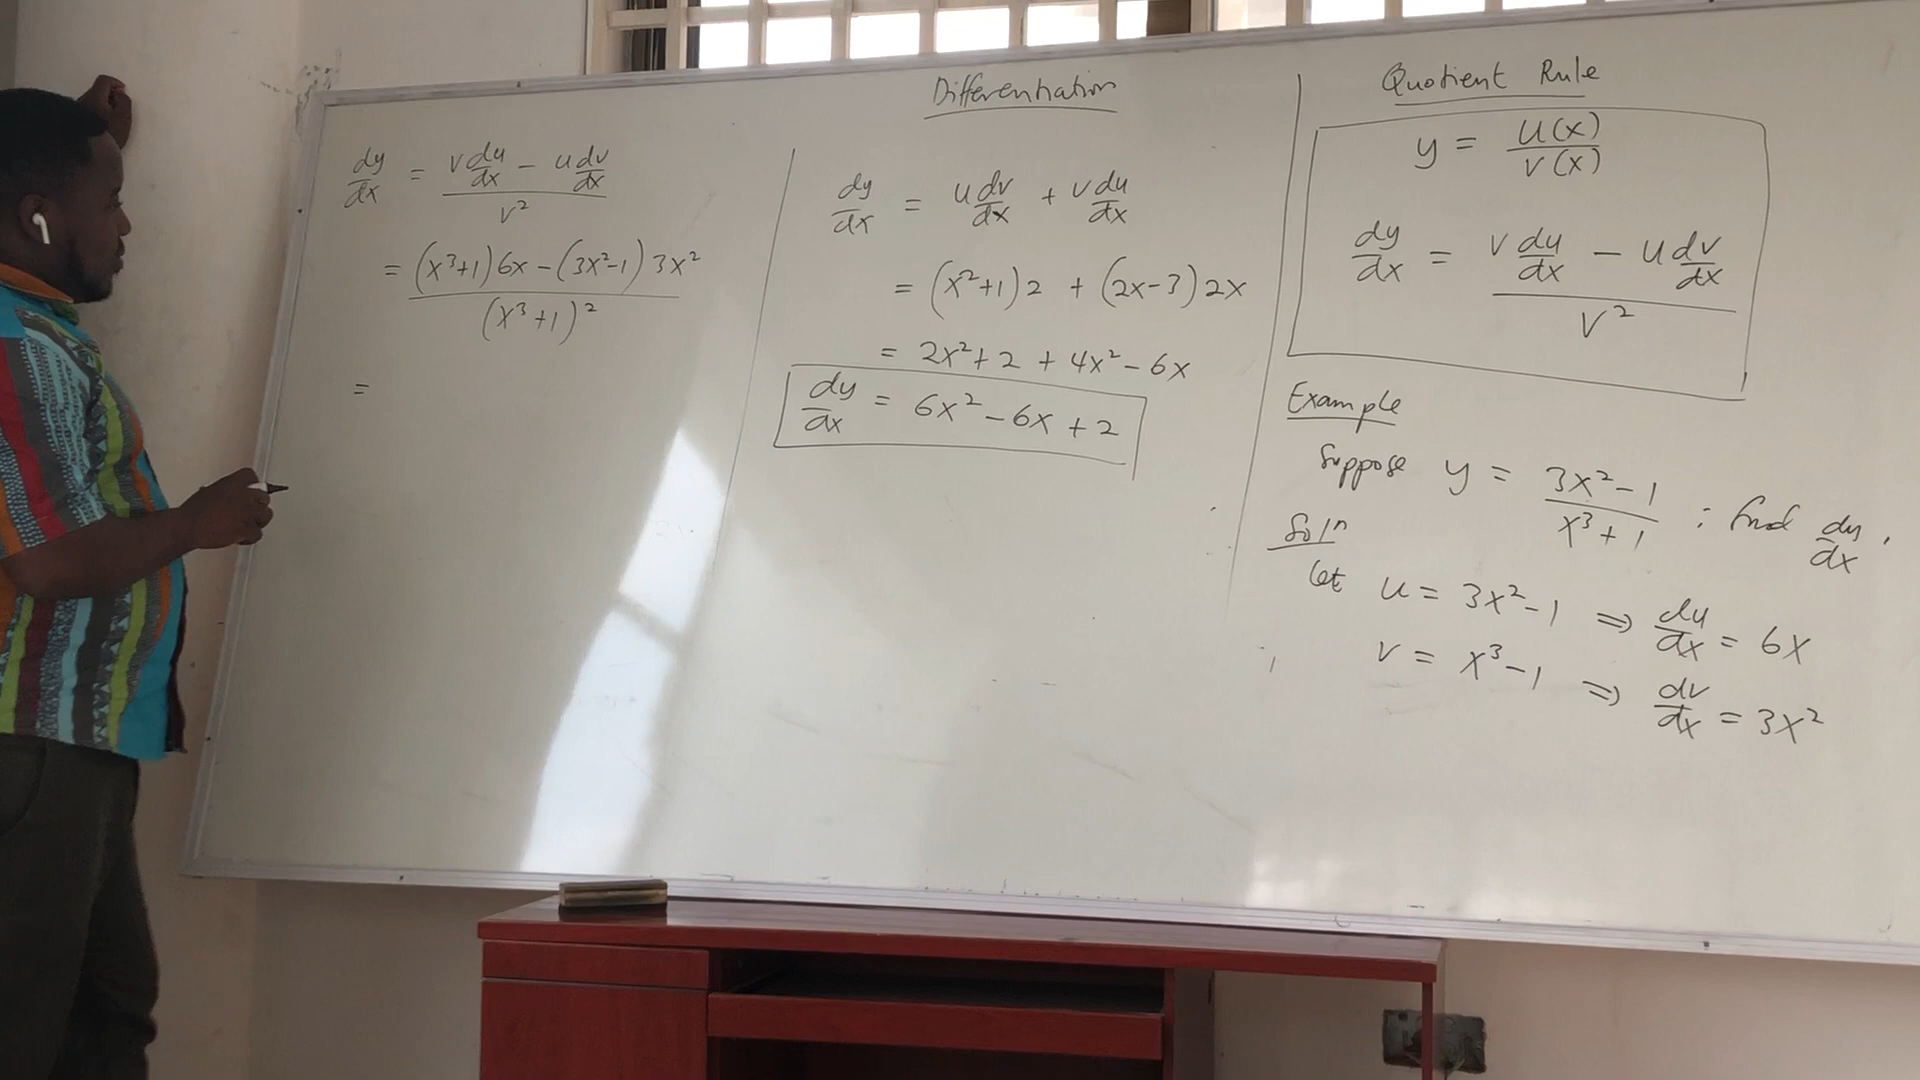 Differentiation
dy/dx = (v du/dx - u dv/dx) / v²
= ((x³+1)6x - (3x²-1)3x²) / (x³+1)²
=
dy/dx = u dv/dx + v du/dx
= (x²+1)2 + (2x-3)2x
= 2x²+2 + 4x²-6x
dy/dx = 6x²-6x+2
Quotient Rule
y = u(x) / v(x)
dy/dx = (v du/dx - u dv/dx) / v²
Example
Suppose y = (3x²-1) / (x³+1) ; find dy/dx.
Soln
let u = 3x²-1 ⇒ du/dx = 6x
v = x³-1 ⇒ dv/dx = 3x²